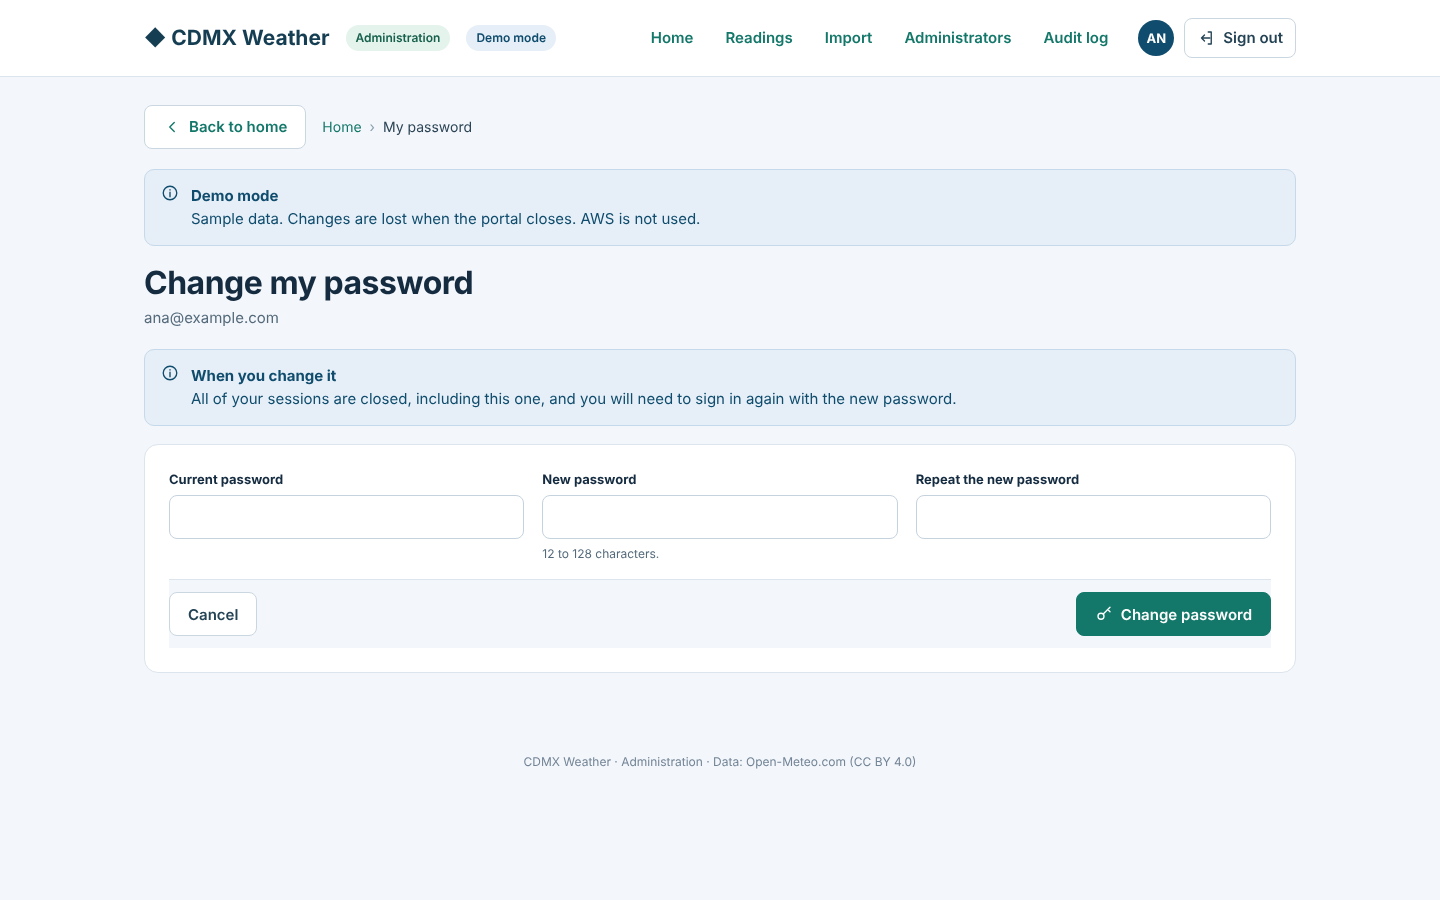 CDMX Weather
Administration
Demo mode
Home
Readings
Import
Administrators
Audit log
AN
Sign out
Back to home
Home › My password
Demo mode
Sample data. Changes are lost when the portal closes. AWS is not used.
Change my password
ana@example.com
When you change it
All of your sessions are closed, including this one, and you will need to sign in again with the new password.
Current password
New password
Repeat the new password
12 to 128 characters.
Cancel
Change password
CDMX Weather · Administration · Data: Open-Meteo.com (CC BY 4.0)